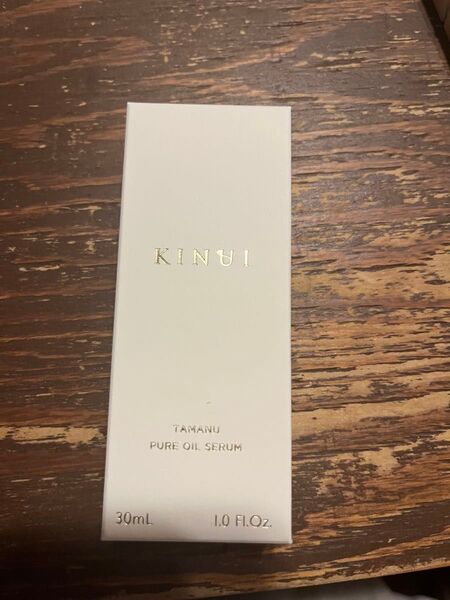 KINUI
TAMANU
PURE OIL SERUM
30mL 1.0 Fl.Oz.